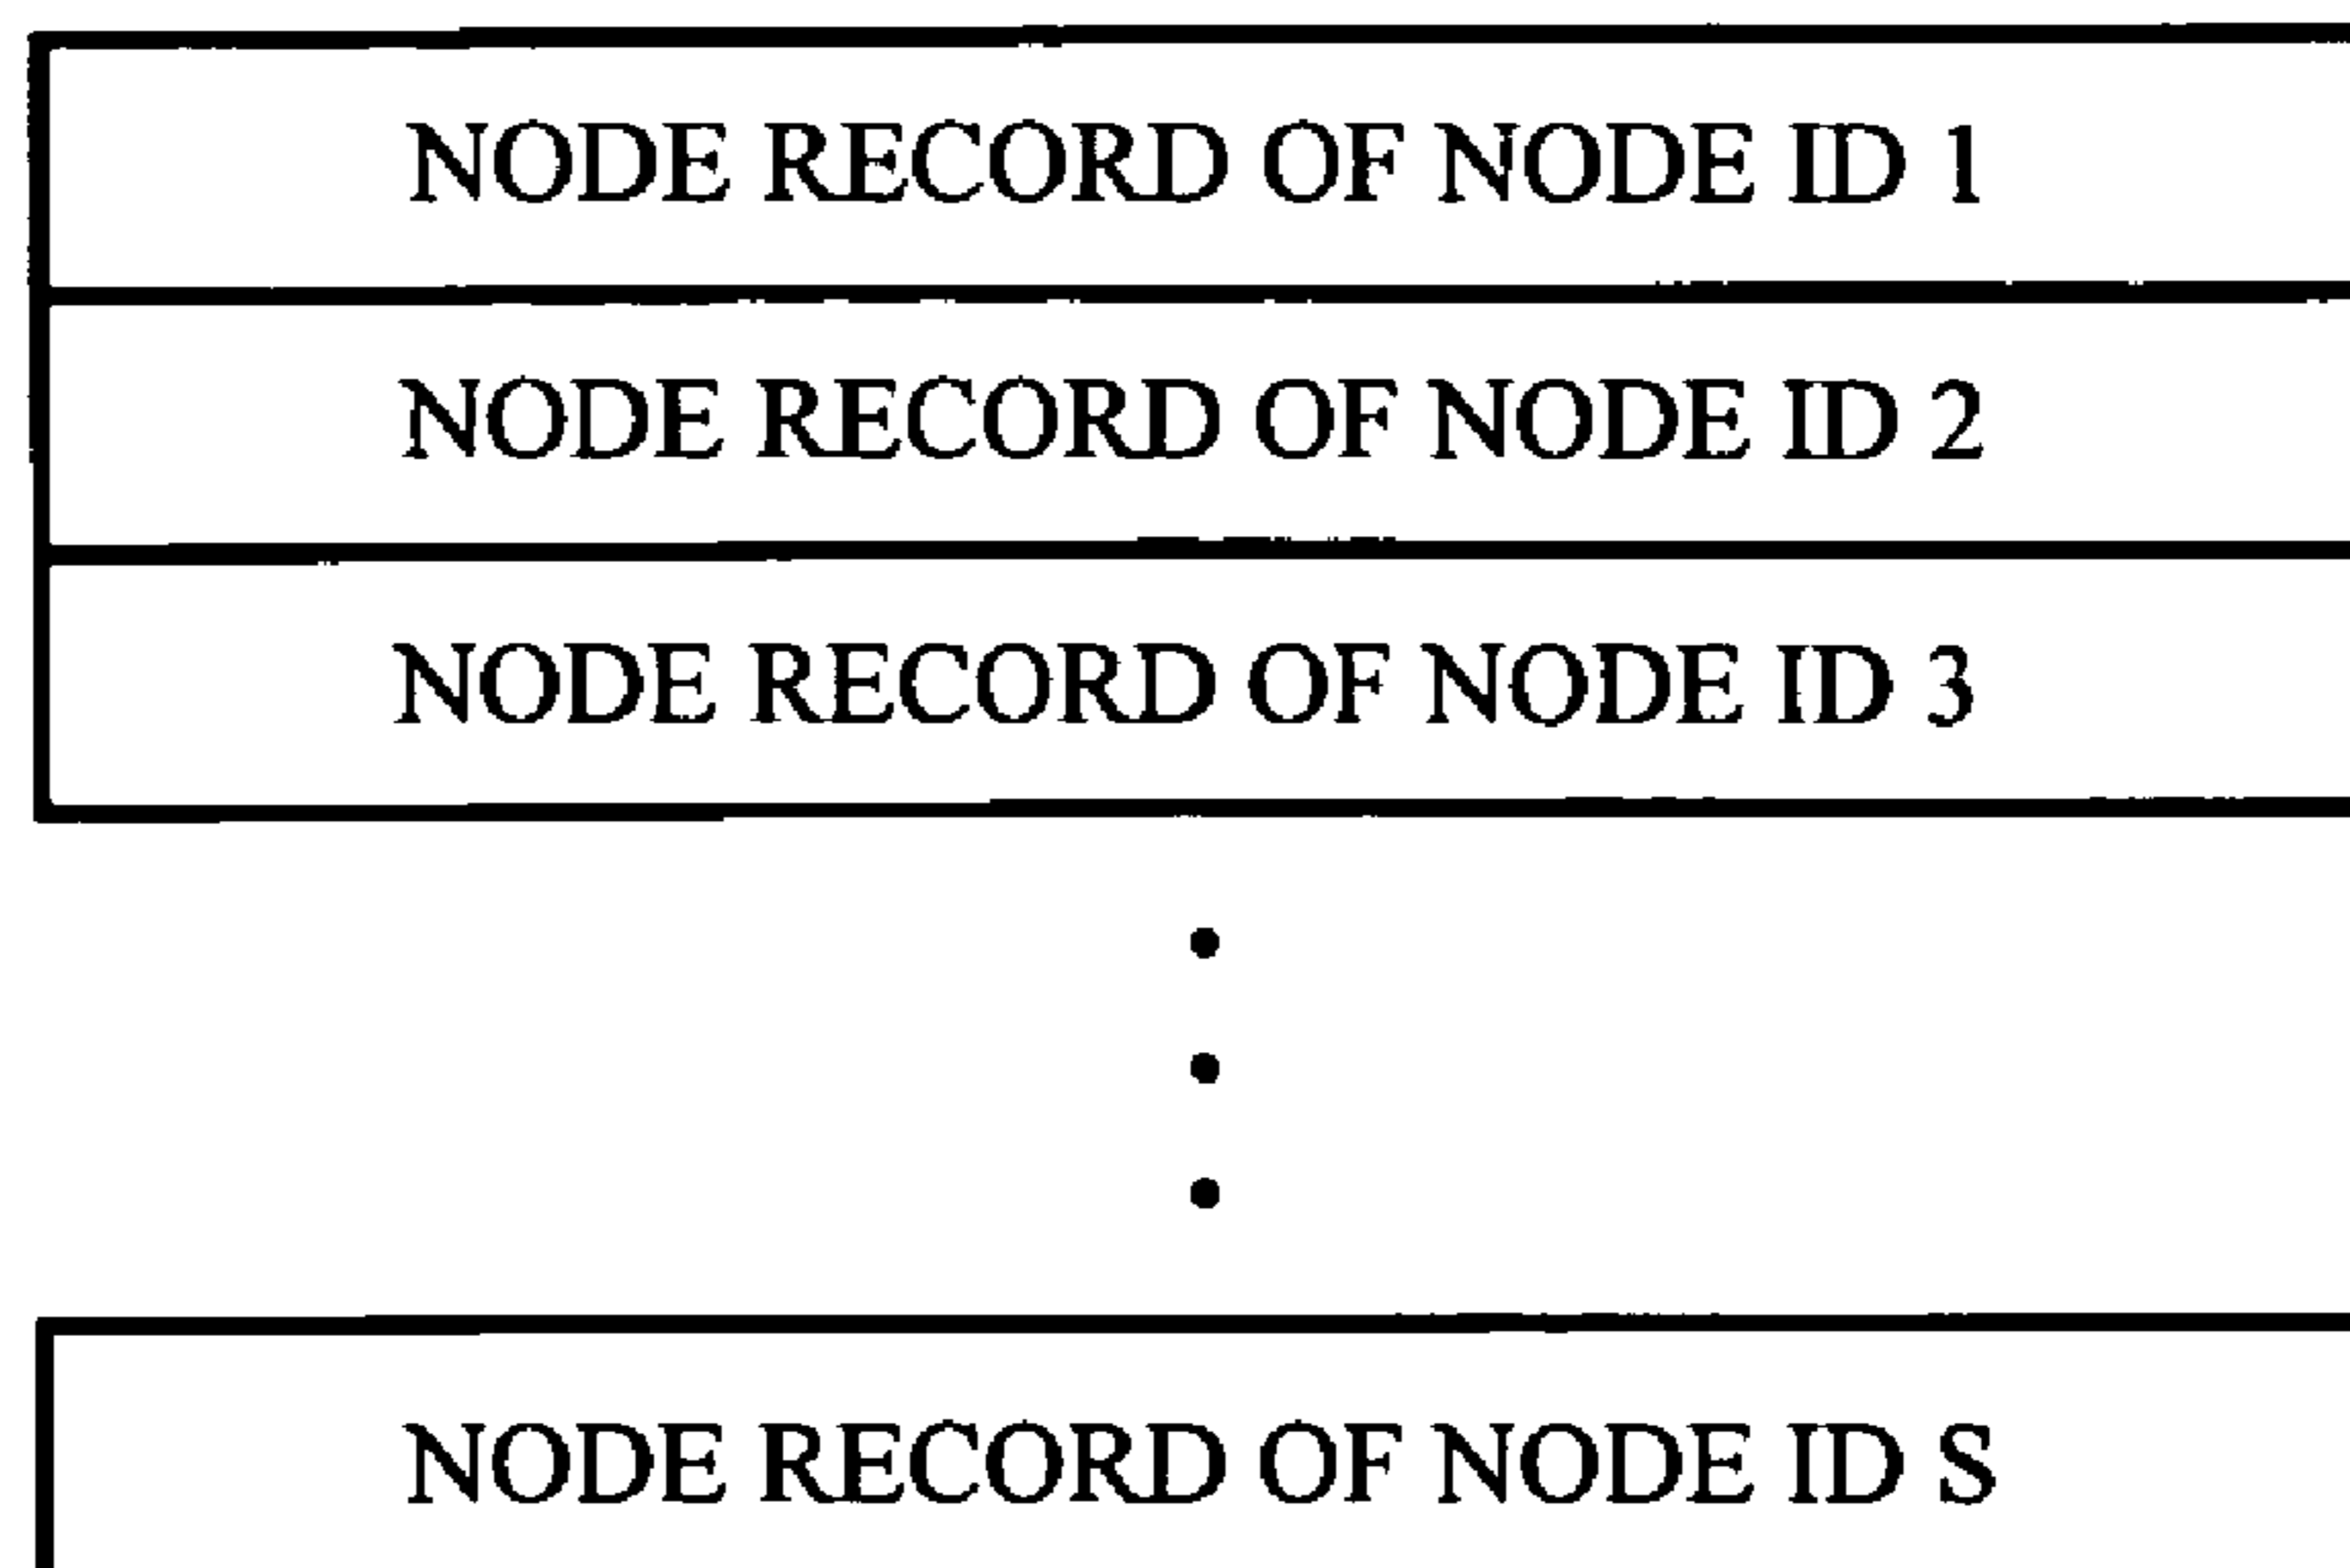 NODE RECORD OF NODE ID 1
NODE RECORD OF NODE ID 2
NODE RECORD OF NODE ID 3
NODE RECORD OF NODE ID S